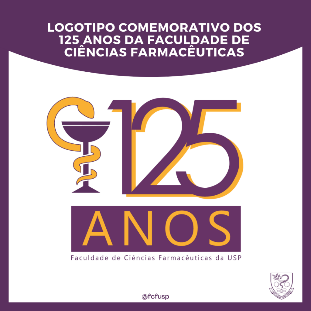 LOGOTIPO COMEMORATIVO DOS
125 ANOS DA FACULDADE DE
CIÊNCIAS FARMACÊUTICAS
125
ANOS
Faculdade de Ciências Farmacêuticas da USP
@fcfusp